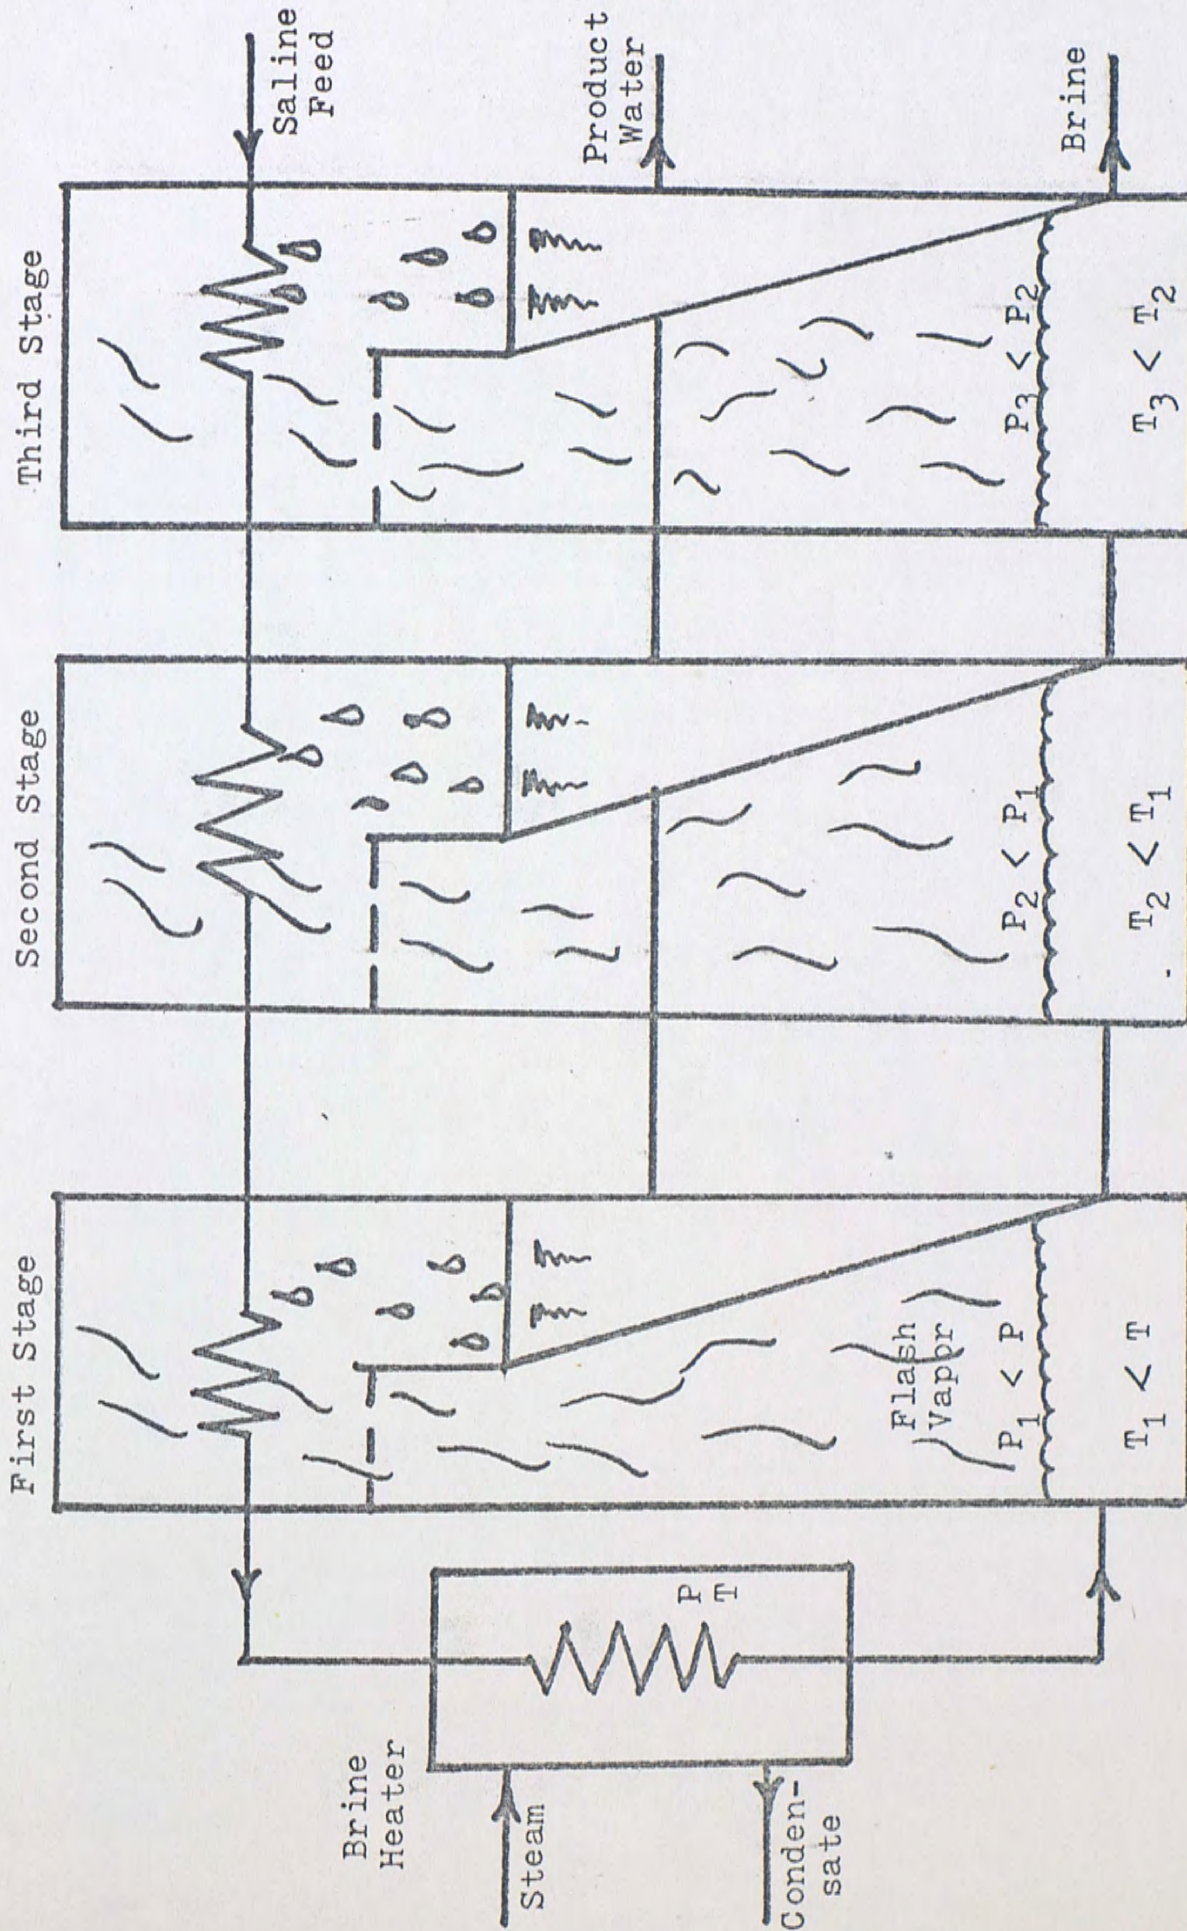 First Stage
Second Stage
Third Stage
Saline
Feed
Brine
Heater
P
T
Steam
Conden-
sate
Flash
Vapor
P₁ < P
T₁ < T
P₂ < P₁
T₂ < T₁
P₃ < P₂
T₃ < T₂
Product
Water
Brine